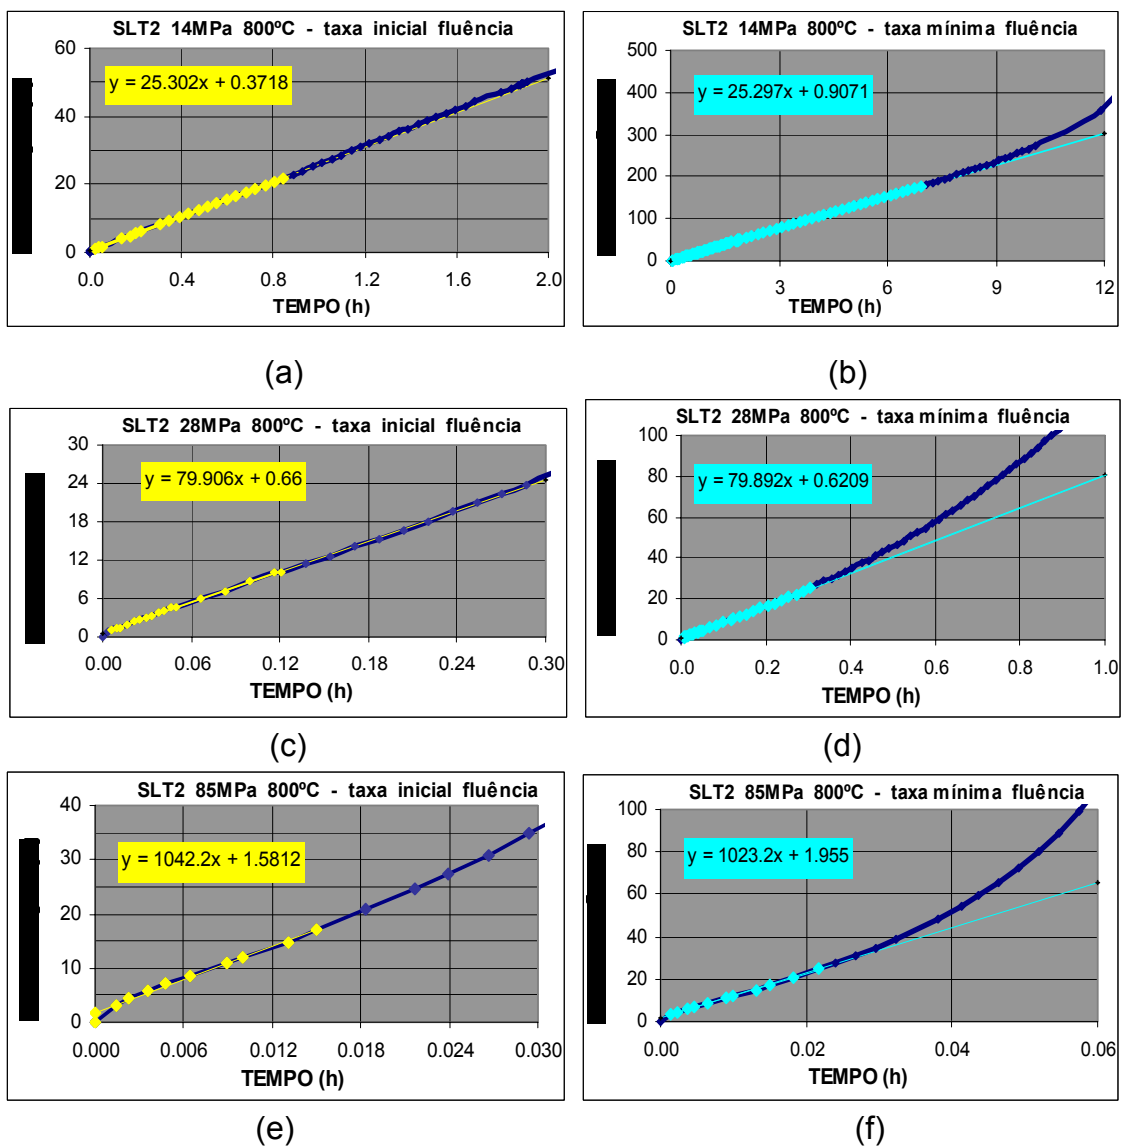 SLT2 14MPa 800ºC - taxa inicial fluência
60
40
20
0
y = 25.302x + 0.3718
0.0 0.4 0.8 1.2 1.6 2.0
TEMPO (h)
(a)
SLT2 14MPa 800ºC - taxa mínima fluência
500
400
300
200
100
0
y = 25.297x + 0.9071
0 3 6 9 12
TEMPO (h)
(b)
SLT2 28MPa 800ºC - taxa inicial fluência
30
24
18
12
6
0
y = 79.906x + 0.66
0.00 0.06 0.12 0.18 0.24 0.30
TEMPO (h)
(c)
SLT2 28MPa 800ºC - taxa mínima fluência
100
80
60
40
20
0
y = 79.892x + 0.6209
0.0 0.2 0.4 0.6 0.8 1.0
TEMPO (h)
(d)
SLT2 85MPa 800ºC - taxa inicial fluência
40
30
20
10
0
y = 1042.2x + 1.5812
0.000 0.006 0.012 0.018 0.024 0.030
TEMPO (h)
(e)
SLT2 85MPa 800ºC - taxa mínima fluência
100
80
60
40
20
0
y = 1023.2x + 1.955
0.00 0.02 0.04 0.06
TEMPO (h)
(f)